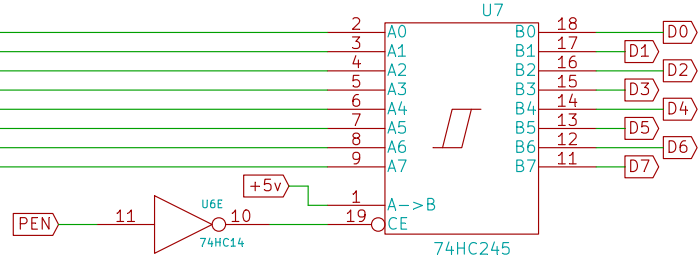 U7
2 A0 B0 18 D0
3 A1 B1 17 D1
4 A2 B2 16 D2
5 A3 B3 15 D3
6 A4 B4 14 D4
7 A5 B5 13 D5
8 A6 B6 12 D6
9 A7 B7 11 D7
+5v 1 A->B
PEN 11 U6E 10 19 CE
74HC14 74HC245